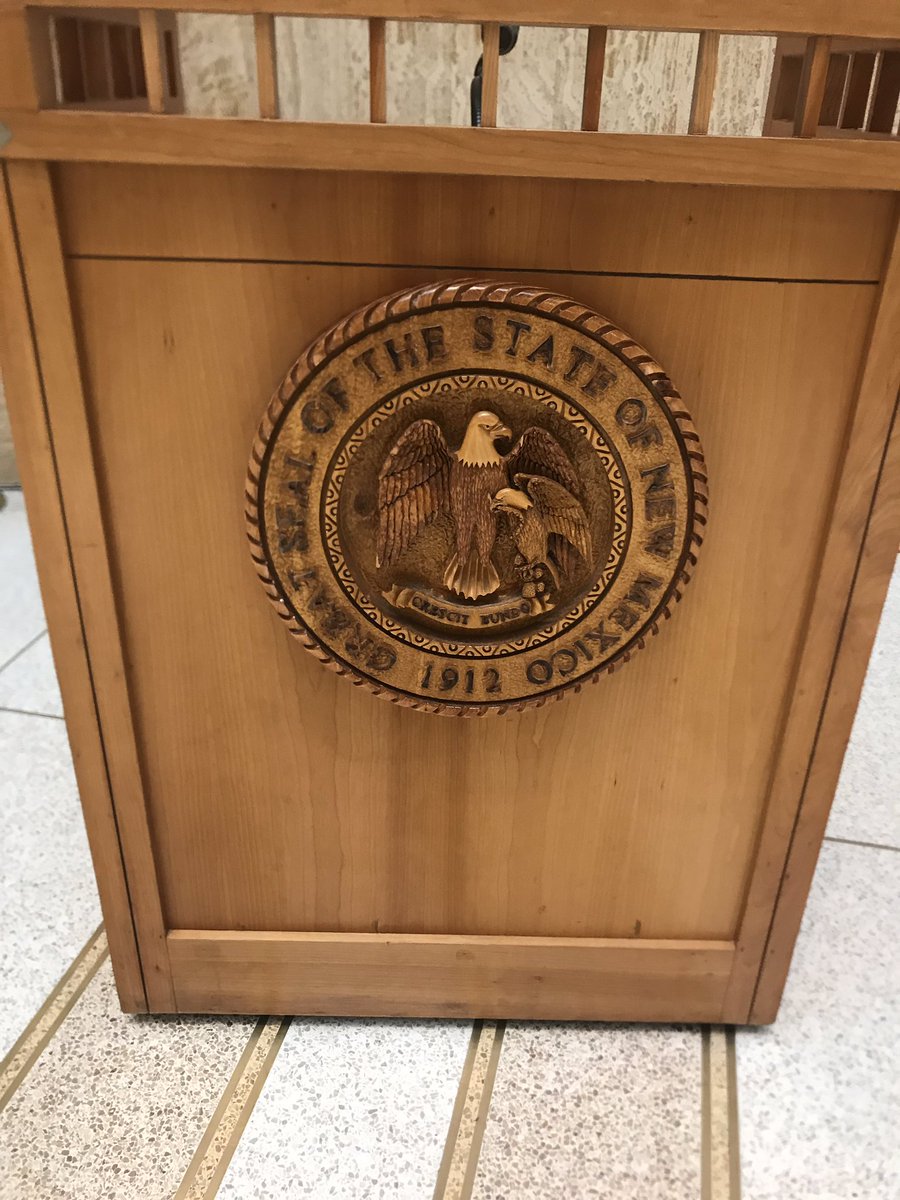 GREAT SEAL OF THE STATE OF NEW MEXICO
CRESCIT EUNDO
1912